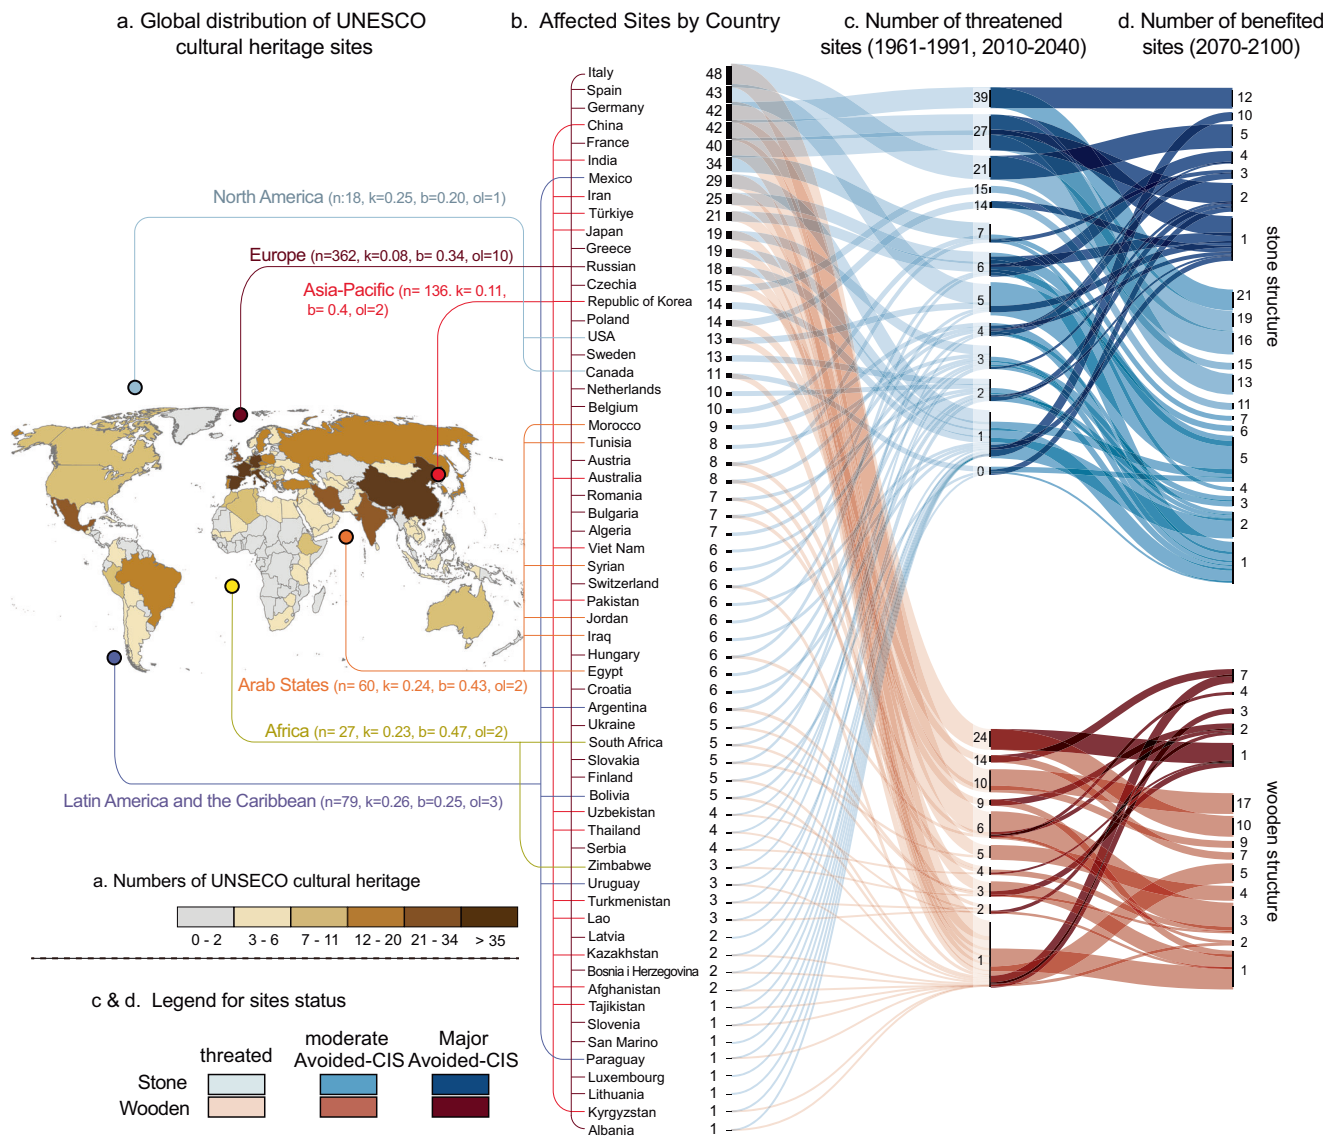 a. Global distribution of UNESCO
cultural heritage sites
b. Affected Sites by Country
c. Number of threatened
sites (1961-1991, 2010-2040)
d. Number of benefited
sites (2070-2100)
North America (n:18, k=0.25, b=0.20, ol=1)
Europe (n=362, k=0.08, b= 0.34, ol=10)
Asia-Pacific (n= 136. k= 0.11,
b= 0.4, ol=2)
Arab States (n= 60, k= 0.24, b= 0.43, ol=2)
Africa (n= 27, k= 0.23, b= 0.47, ol=2)
Latin America and the Caribbean (n=79, k=0.26, b=0.25, ol=3)
a. Numbers of UNSECO cultural heritage
0 - 2 3 - 6 7 - 11 12 - 20 21 - 34 > 35
c & d. Legend for sites status
threated
moderate
Avoided-CIS
Major
Avoided-CIS
Stone
Wooden
Italy 48
Spain 43
Germany 42
China 42
France 40
India 34
Mexico 29
Iran 25
Türkiye 21
Japan 19
Greece 19
Russian 18
Czechia 15
Republic of Korea 14
Poland 14
USA 13
Sweden 13
Canada 11
Netherlands 10
Belgium 10
Morocco 9
Tunisia 8
Austria 8
Australia 8
Romania 7
Bulgaria 7
Algeria 7
Viet Nam 6
Syrian 6
Switzerland 6
Pakistan 6
Jordan 6
Iraq 6
Hungary 6
Egypt 6
Croatia 6
Argentina 6
Ukraine 5
South Africa 5
Slovakia 5
Finland 5
Bolivia 5
Uzbekistan 4
Thailand 4
Serbia 4
Zimbabwe 3
Uruguay 3
Turkmenistan 3
Lao 3
Latvia 2
Kazakhstan 2
Bosnia i Herzegovina 2
Afghanistan 2
Tajikistan 1
Slovenia 1
San Marino 1
Paraguay 1
Luxembourg 1
Lithuania 1
Kyrgyzstan 1
Albania 1
39
27
21
15
14
7
6
5
4
3
2
1
0
24
14
10
9
6
5
4
3
2
1
12
10
5
4
3
2
1
21
19
16
15
13
11
7
6
5
4
3
2
1
stone structure
7
4
3
2
1
17
10
9
7
5
4
3
2
1
wooden structure